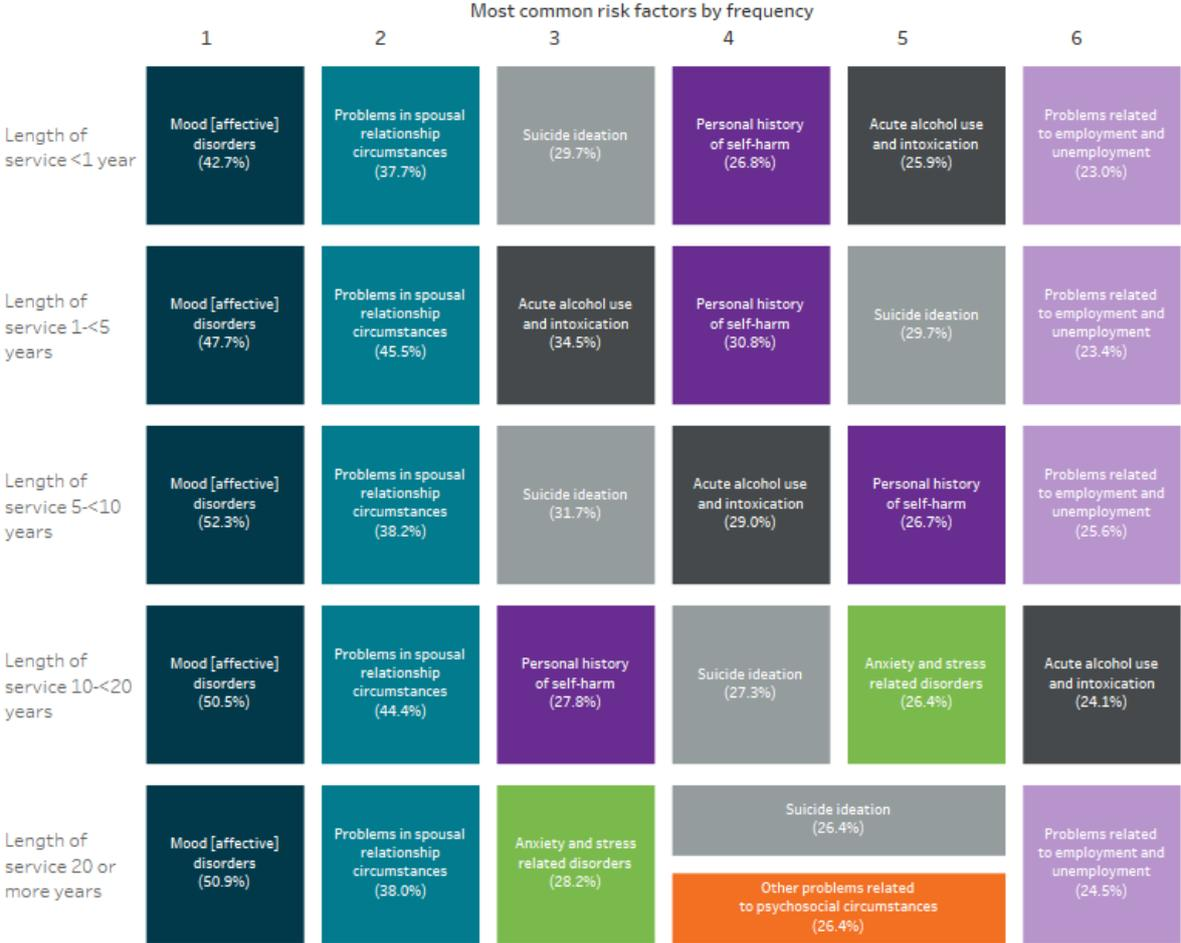 Most common risk factors by frequency
1 2 3 4 5 6
Length of
service <1 year
Mood [affective]
disorders
(42.7%)
Problems in spousal
relationship
circumstances
(37.7%)
Suicide ideation
(29.7%)
Personal history
of self-harm
(26.8%)
Acute alcohol use
and intoxication
(25.9%)
Problems related
to employment and
unemployment
(23.0%)
Length of
service 1-<5
years
Mood [affective]
disorders
(47.7%)
Problems in spousal
relationship
circumstances
(45.5%)
Acute alcohol use
and intoxication
(34.5%)
Personal history
of self-harm
(30.8%)
Suicide ideation
(29.7%)
Problems related
to employment and
unemployment
(23.4%)
Length of
service 5-<10
years
Mood [affective]
disorders
(52.3%)
Problems in spousal
relationship
circumstances
(38.2%)
Suicide ideation
(31.7%)
Acute alcohol use
and intoxication
(29.0%)
Personal history
of self-harm
(26.7%)
Problems related
to employment and
unemployment
(25.6%)
Length of
service 10-<20
years
Mood [affective]
disorders
(50.5%)
Problems in spousal
relationship
circumstances
(44.4%)
Personal history
of self-harm
(27.8%)
Suicide ideation
(27.3%)
Anxiety and stress
related disorders
(26.4%)
Acute alcohol use
and intoxication
(24.1%)
Length of
service 20 or
more years
Mood [affective]
disorders
(50.9%)
Problems in spousal
relationship
circumstances
(38.0%)
Anxiety and stress
related disorders
(28.2%)
Suicide ideation
(26.4%)
Other problems related
to psychosocial circumstances
(26.4%)
Problems related
to employment and
unemployment
(24.5%)